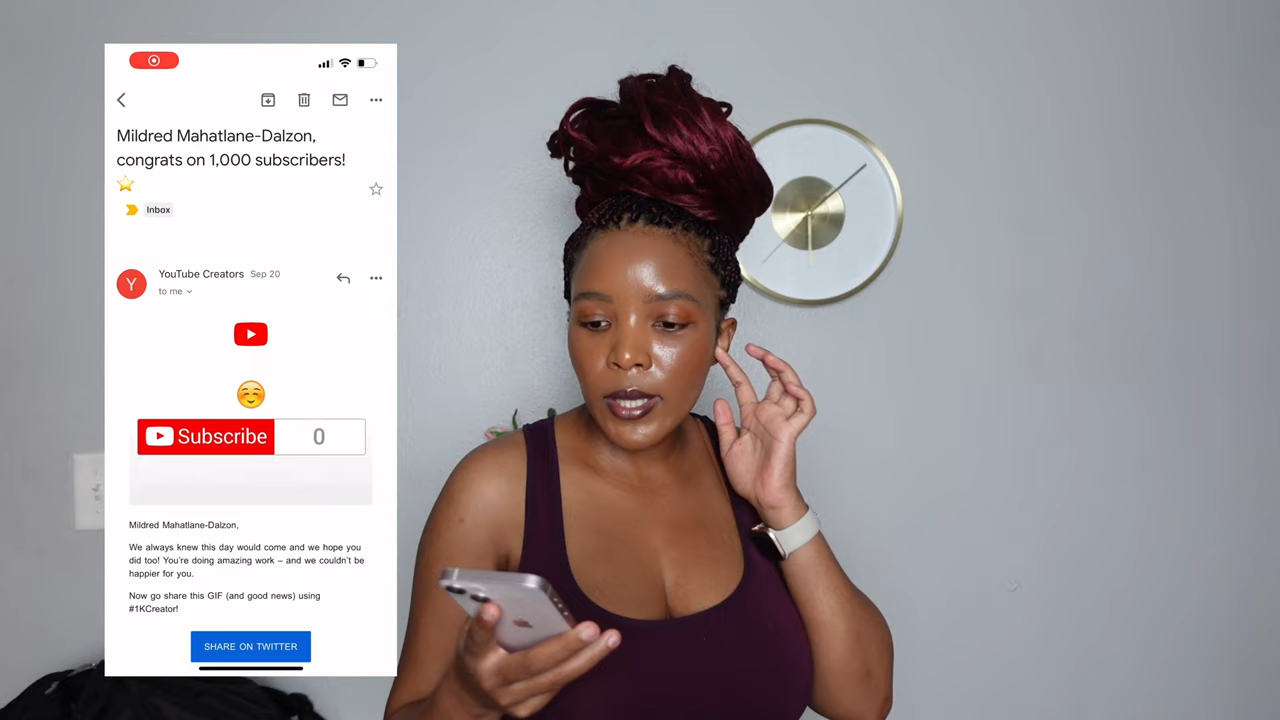 Mildred Mahatlane-Dalzon,
congrats on 1,000 subscribers!
Inbox
YouTube Creators Sep 20
Y
to me
Subscribe 0
Mildred Mahatlane-Dalzon,
We always knew this day would come and we hope you
did too! You're doing amazing work – and we couldn't be
happier for you.
Now go share this GIF (and good news) using
#1KCreator!
SHARE ON TWITTER